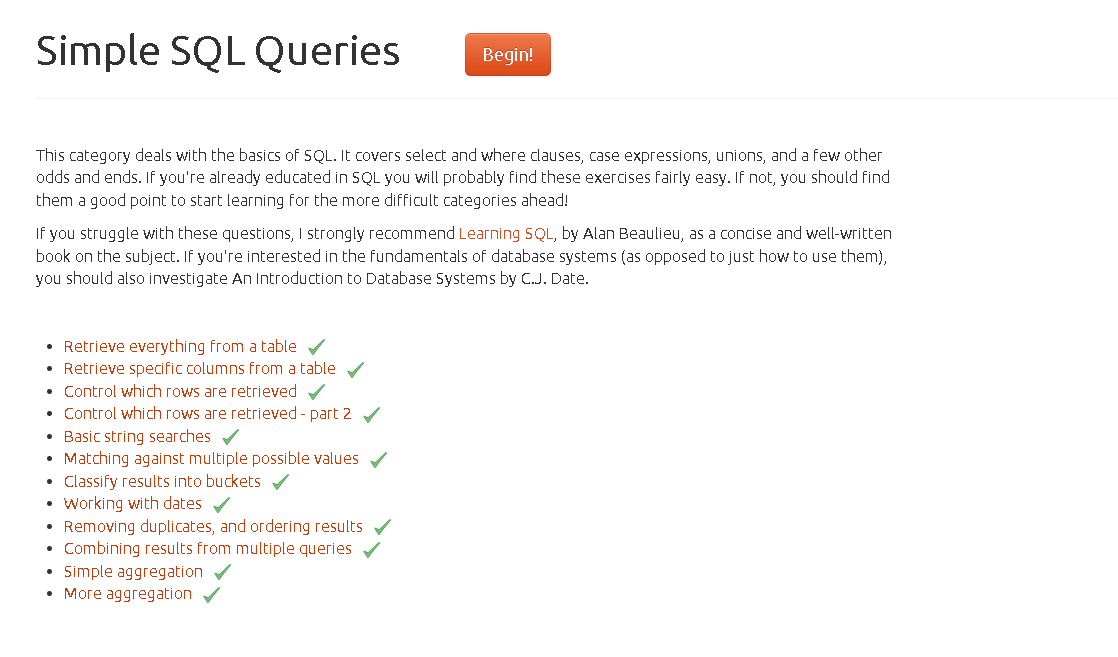 Simple SQL Queries
Begin!
This category deals with the basics of SQL. It covers select and where clauses, case expressions, unions, and a few other
odds and ends. If you're already educated in SQL you will probably find these exercises fairly easy. If not, you should find
them a good point to start learning for the more difficult categories ahead!
If you struggle with these questions, I strongly recommend Learning SQL, by Alan Beaulieu, as a concise and well-written
book on the subject. If you're interested in the fundamentals of database systems (as opposed to just how to use them),
you should also investigate An Introduction to Database Systems by C.J. Date.
Retrieve everything from a table
Retrieve specific columns from a table
Control which rows are retrieved
Control which rows are retrieved - part 2
Basic string searches
Matching against multiple possible values
Classify results into buckets
Working with dates
Removing duplicates, and ordering results
Combining results from multiple queries
Simple aggregation
More aggregation